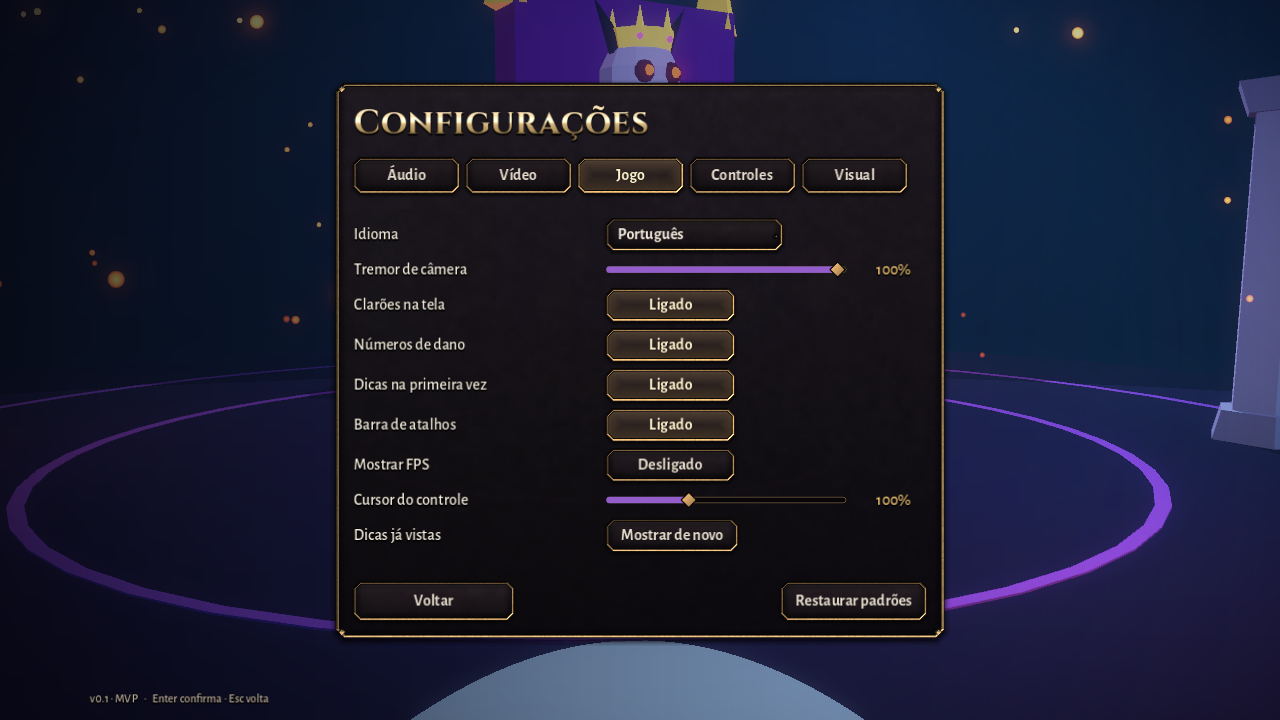 Configurações
Áudio Vídeo Jogo Controles Visual
Idioma Português
Tremor de câmera 100%
Clarões na tela Ligado
Números de dano Ligado
Dicas na primeira vez Ligado
Barra de atalhos Ligado
Mostrar FPS Desligado
Cursor do controle 100%
Dicas já vistas Mostrar de novo
Voltar Restaurar padrões
v0.1 · MVP · Enter confirma · Esc volta